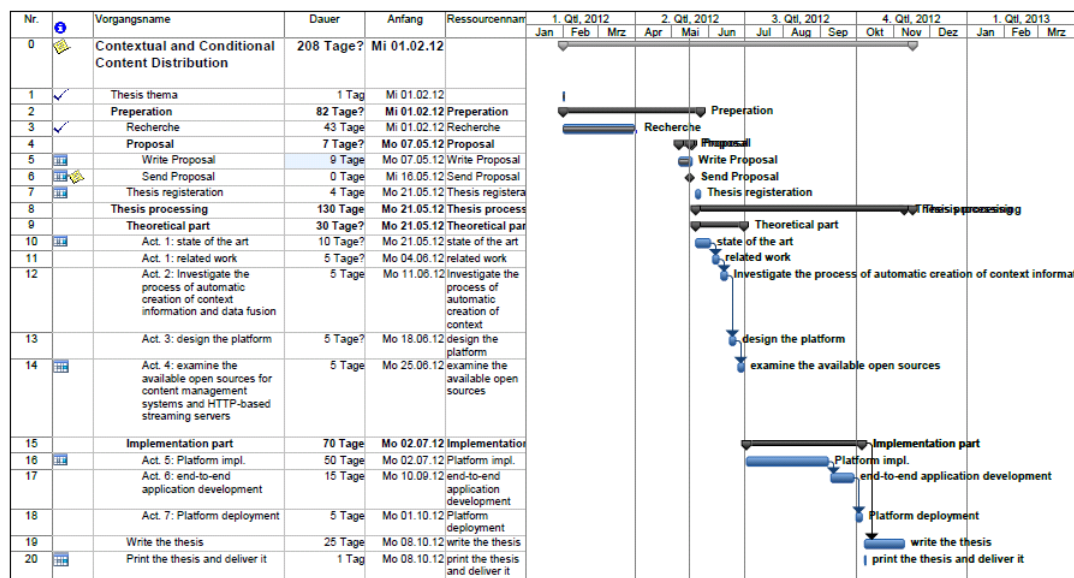 Nr. Vorgangsname Dauer Anfang Ressourcennam
1. Qtl, 2012 2. Qtl, 2012 3. Qtl, 2012 4. Qtl, 2012 1. Qtl, 2013
Jan Feb Mrz Apr Mai Jun Jul Aug Sep Okt Nov Dez Jan Feb Mrz
0 Contextual and Conditional 208 Tage? Mi 01.02.12
Content Distribution
1 Thesis thema 1 Tag Mi 01.02.12
2 Preperation 82 Tage? Mi 01.02.12 Preperation Preperation
3 Recherche 43 Tage Mi 01.02.12 Recherche Recherche
4 Proposal 7 Tage? Mo 07.05.12 Proposal Proposal
5 Write Proposal 9 Tage Mo 07.05.12 Write Proposal Write Proposal
6 Send Proposal 0 Tage Mi 16.05.12 Send Proposal Send Proposal
7 Thesis registeration 4 Tage Mo 21.05.12 Thesis registera Thesis registeration
8 Thesis processing 130 Tage Mo 21.05.12 Thesis process Thesis processing
9 Theoretical part 30 Tage? Mo 21.05.12 Theoretical par Theoretical part
10 Act. 1: state of the art 10 Tage? Mo 21.05.12 state of the art state of the art
11 Act. 1: related work 5 Tage? Mo 04.06.12 related work related work
12 Act. 2: Investigate the 5 Tage Mo 11.06.12 Investigate the Investigate the process of automatic creation of context informat
process of automatic process of
creation of context automatic
information and data fusion creation of
context
13 Act. 3: design the platform 5 Tage? Mo 18.06.12 design the design the platform
platform
14 Act. 4: examine the 5 Tage Mo 25.06.12 examine the examine the available open sources
available open sources for available open
content management sources
systems and HTTP-based
streaming servers
15 Implementation part 70 Tage Mo 02.07.12 Implementation Implementation part
16 Act. 5: Platform impl. 50 Tage Mo 02.07.12 Platform impl. Platform impl.
17 Act. 6: end-to-end 15 Tage Mo 10.09.12 end-to-end end-to-end application development
application development application
development
18 Act. 7: Platform deployment 5 Tage Mo 01.10.12 Platform Platform deployment
deployment
19 Write the thesis 25 Tage Mo 08.10.12 write the thesis write the thesis
20 Print the thesis and deliver it 1 Tag Mo 08.10.12 print the thesis print the thesis and deliver it
and deliver it